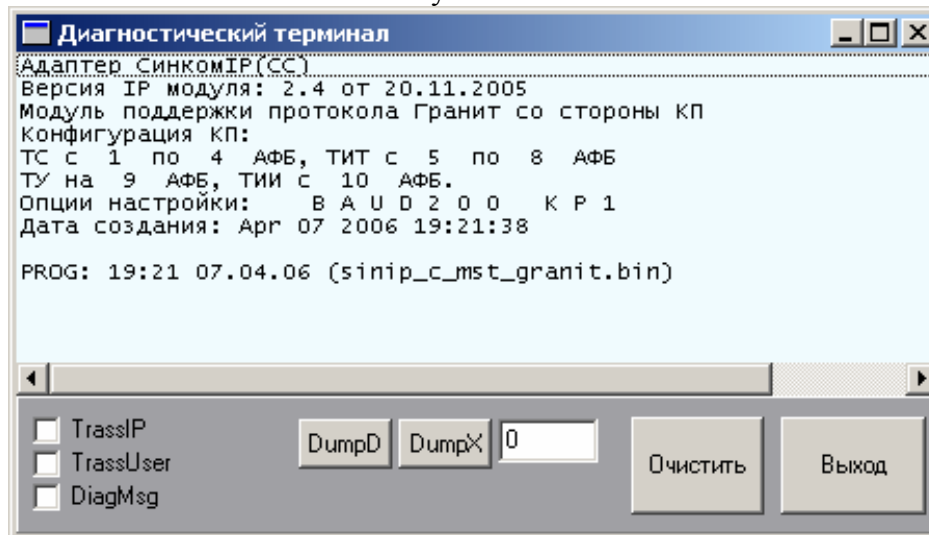 Диагностический терминал
Адаптер СинкомIP(CC)
Версия IP модуля: 2.4 от 20.11.2005
Модуль поддержки протокола Гранит со стороны КП
Конфигурация КП:
ТС с 1 по 4 АФБ, ТИТ с 5 по 8 АФБ
ТУ на 9 АФБ, ТИИ с 10 АФБ.
Опции настройки: B A U D 2 0 0 K P 1
Дата создания: Apr 07 2006 19:21:38
PROG: 19:21 07.04.06 (sinip_c_mst_granit.bin)
TrassIP
TrassUser
DiagMsg
DumpD DumpX 0
Очистить Выход